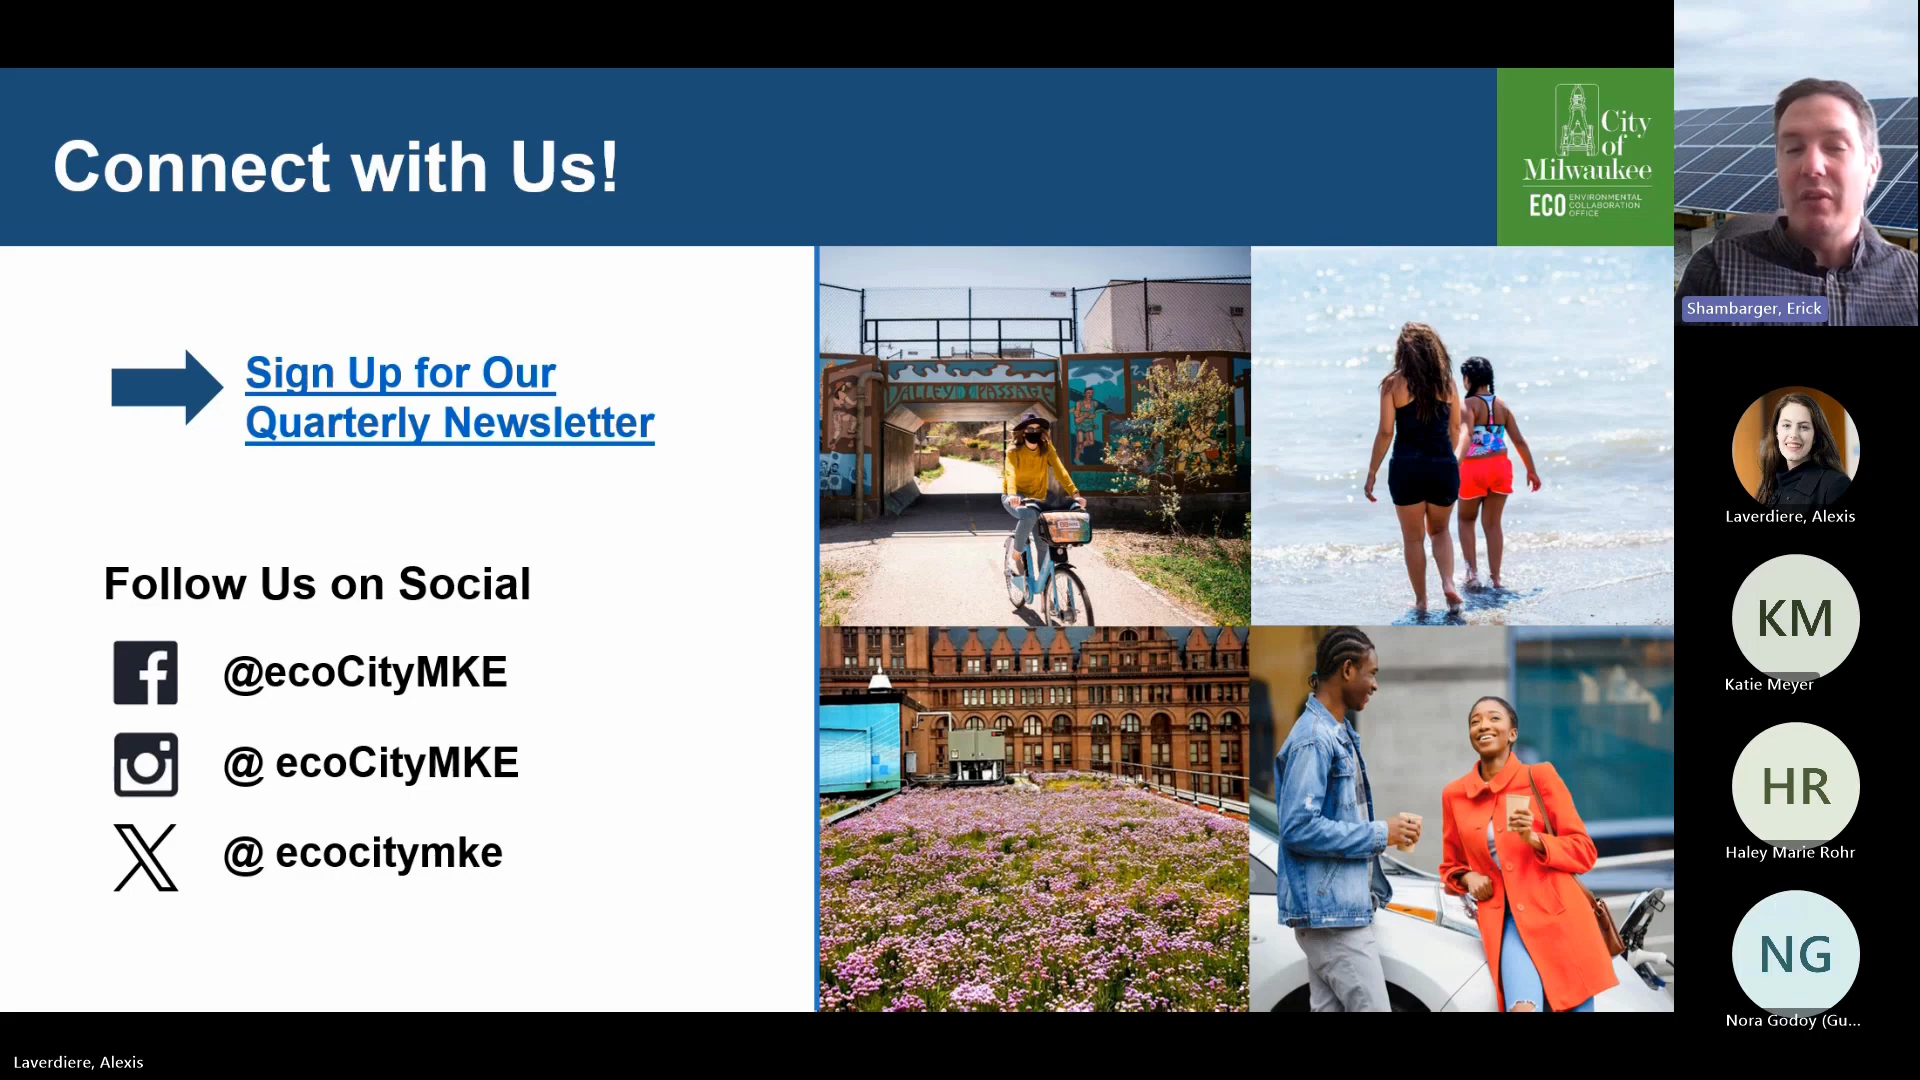 Connect with Us!
City
of
Milwaukee
ECO ENVIRONMENTAL
COLLABORATION
OFFICE
Sign Up for Our
Quarterly Newsletter
VALLEY PASSAGE
Follow Us on Social
@ecoCityMKE
@ ecoCityMKE
@ ecocitymke
Shambarger, Erick
Laverdiere, Alexis
KM
Katie Meyer
HR
Haley Marie Rohr
NG
Nora Godoy (Gu...
Laverdiere, Alexis